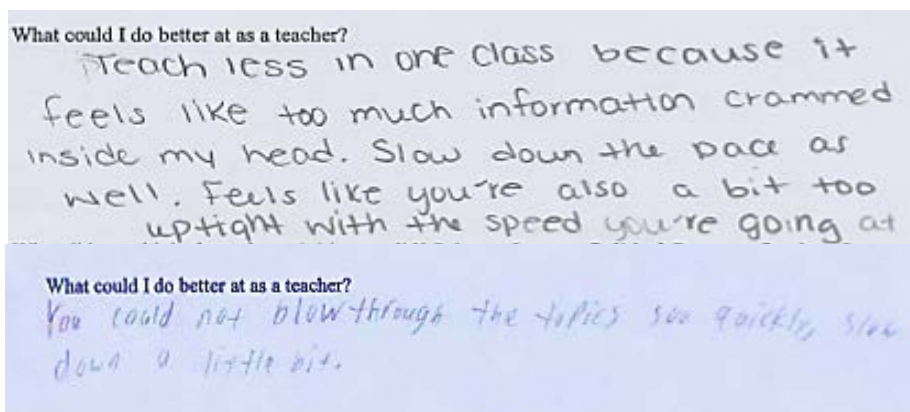 What could I do better at as a teacher?
Teach less in one class because it
feels like too much information crammed
inside my head. Slow down the pace as
well. Feels like you're also a bit too
uptight with the speed you're going at
What could I do better at as a teacher?
You could not blow through the topics soo quickly, slow
down a little bit.